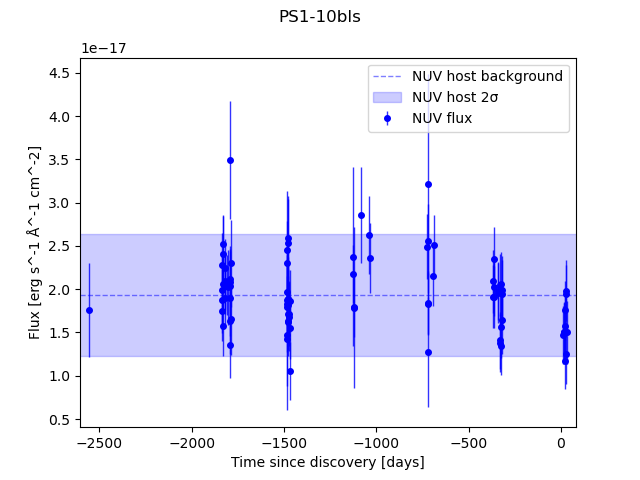 PS1-10bls
1e−17
NUV host background
NUV host 2σ
NUV flux
4.5
4.0
3.5
3.0
2.5
2.0
1.5
1.0
0.5
Flux [erg s^-1 Å^-1 cm^-2]
−2500 −2000 −1500 −1000 −500 0
Time since discovery [days]